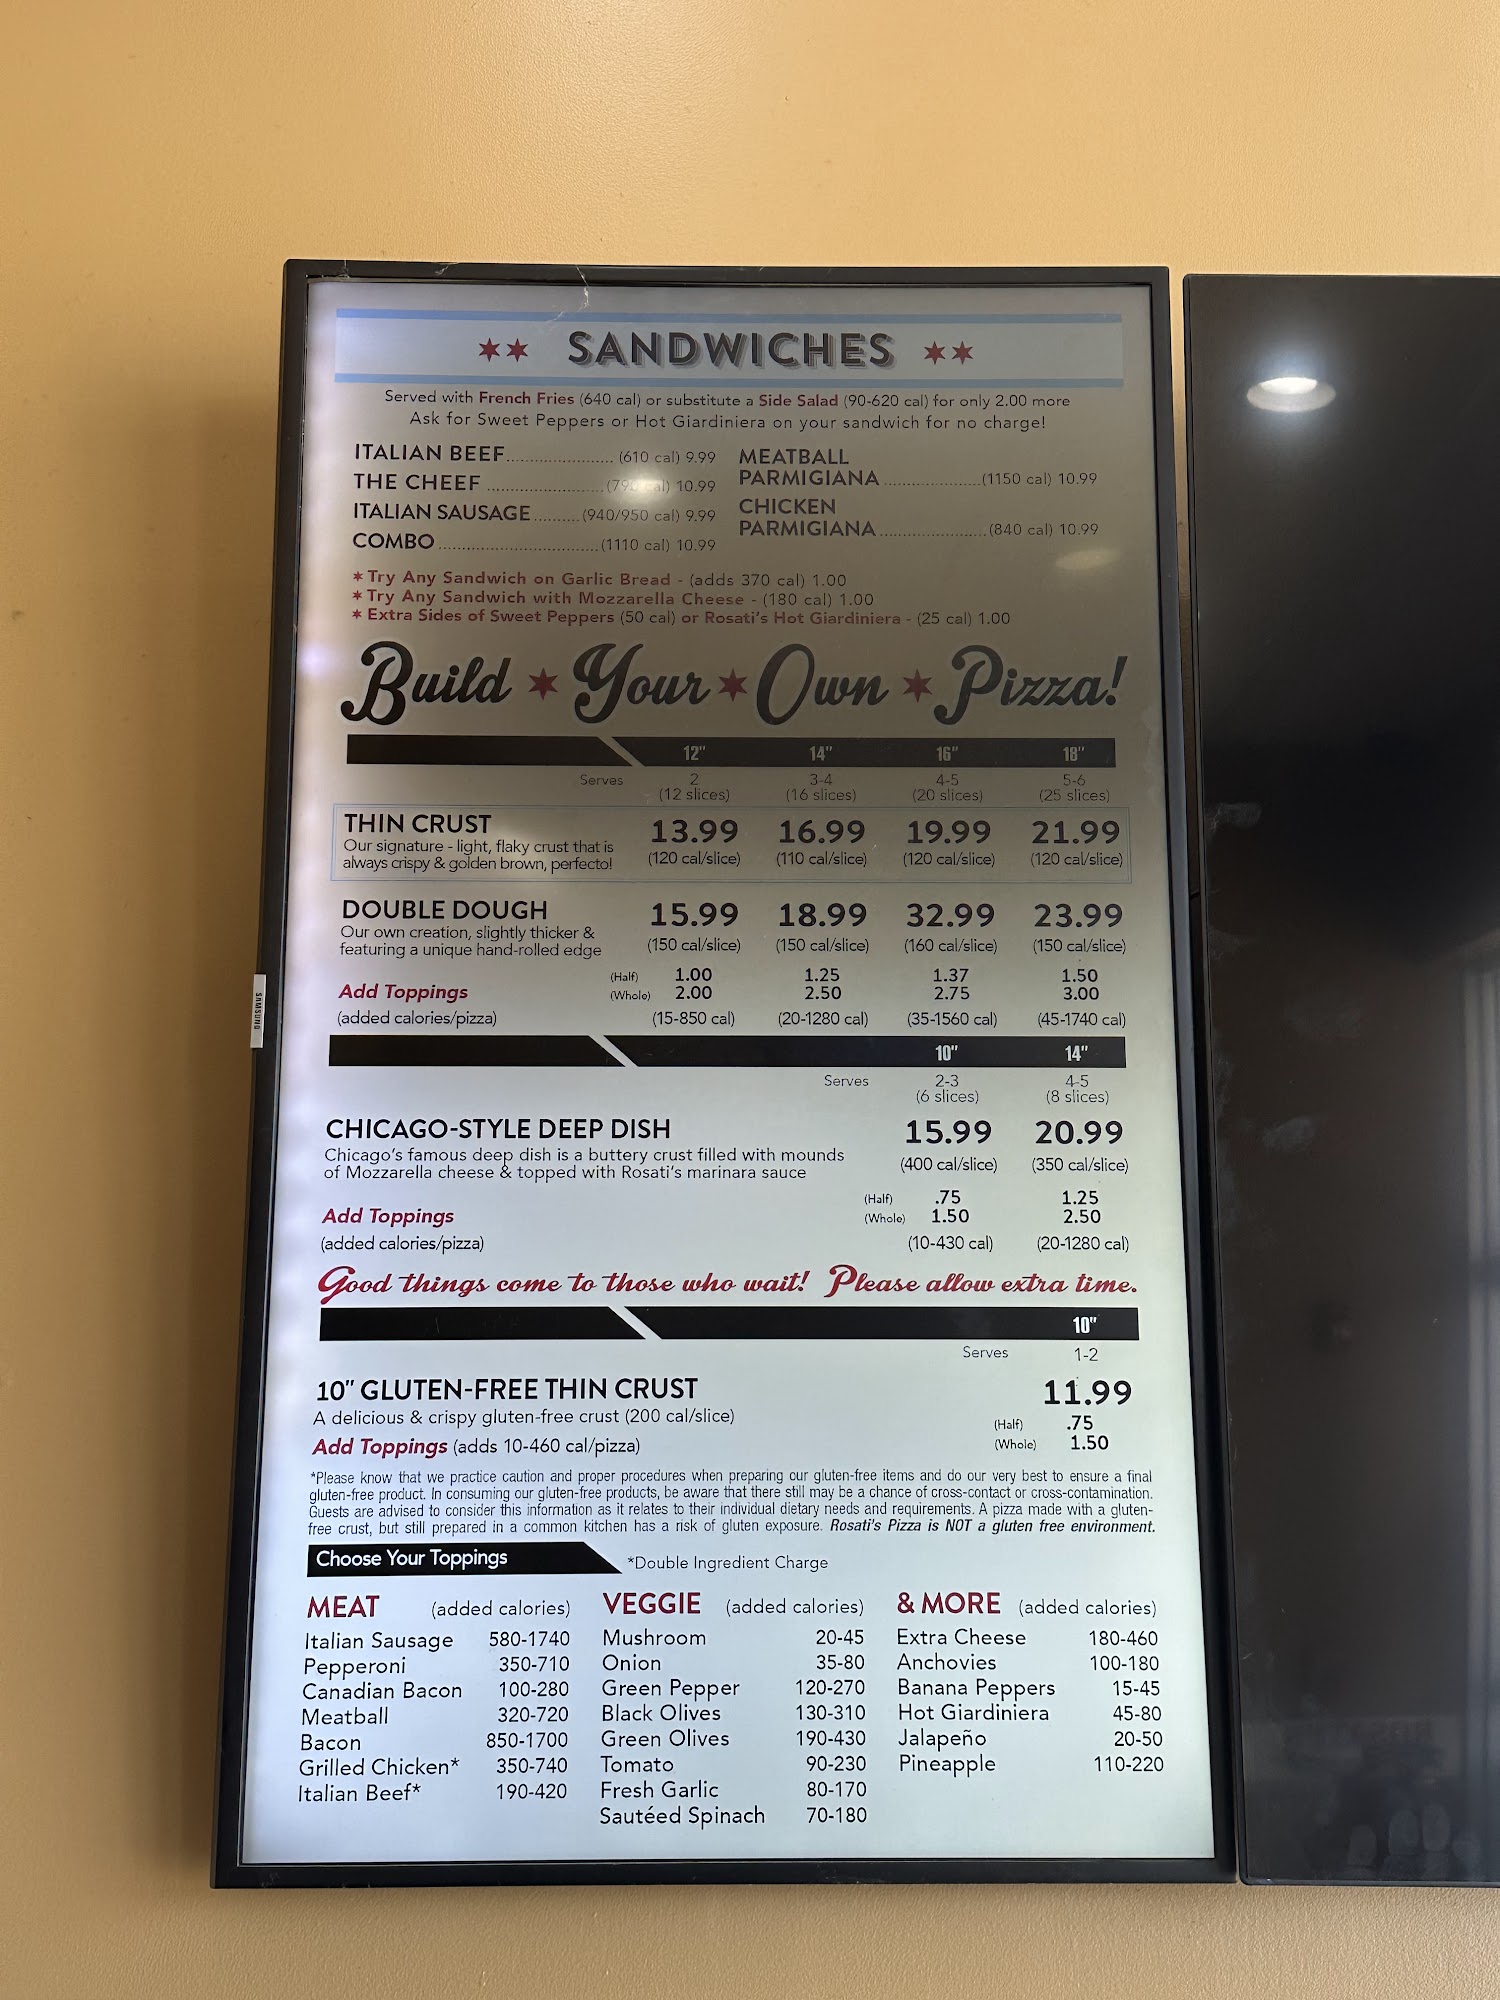 SANDWICHES
Served with French Fries (640 cal) or substitute a Side Salad (90-620 cal) for only 2.00 more
Ask for Sweet Peppers or Hot Giardiniera on your sandwich for no charge!
ITALIAN BEEF.................... (610 cal) 9.99
THE CHEEF ...................... 10.99
ITALIAN SAUSAGE.........(940/950 cal) 9.99
COMBO...............................(1110 cal) 10.99
MEATBALL
PARMIGIANA ...................(1150 cal) 10.99
CHICKEN
PARMIGIANA.....................(840 cal) 10.99
*Try Any Sandwich on Garlic Bread - (adds 370 cal) 1.00
*Try Any Sandwich with Mozzarella Cheese - (180 cal) 1.00
*Extra Sides of Sweet Peppers (50 cal) or Rosati's Hot Giardiniera - (25 cal) 1.00
Build * Your * Own * Pizza!
12" 14" 16" 18"
Serves 2 3-4 4-5 5-6
(12 slices) (16 slices) (20 slices) (25 slices)
THIN CRUST 13.99 16.99 19.99 21.99
Our signature - light, flaky crust that is
always crispy & golden brown, perfecto! (120 cal/slice) (110 cal/slice) (120 cal/slice) (120 cal/slice)
DOUBLE DOUGH 15.99 18.99 32.99 23.99
Our own creation, slightly thicker &
featuring a unique hand-rolled edge (150 cal/slice) (150 cal/slice) (160 cal/slice) (150 cal/slice)
(Half) 1.00 1.25 1.37 1.50
Add Toppings (Whole) 2.00 2.50 2.75 3.00
(added calories/pizza) (15-850 cal) (20-1280 cal) (35-1560 cal) (45-1740 cal)
10" 14"
Serves 2-3 4-5
(6 slices) (8 slices)
CHICAGO-STYLE DEEP DISH 15.99 20.99
Chicago's famous deep dish is a buttery crust filled with mounds
of Mozzarella cheese & topped with Rosati's marinara sauce (400 cal/slice) (350 cal/slice)
(Half) .75 1.25
Add Toppings (Whole) 1.50 2.50
(added calories/pizza) (10-430 cal) (20-1280 cal)
Good things come to those who wait! Please allow extra time.
10"
Serves 1-2
10" GLUTEN-FREE THIN CRUST 11.99
A delicious & crispy gluten-free crust (200 cal/slice) (Half) .75
Add Toppings (adds 10-460 cal/pizza) (Whole) 1.50
*Please know that we practice caution and proper procedures when preparing our gluten-free items and do our very best to ensure a final
gluten-free product. In consuming our gluten-free products, be aware that there still may be a chance of cross-contact or cross-contamination.
Guests are advised to consider this information as it relates to their individual dietary needs and requirements. A pizza made with a gluten-
free crust, but still prepared in a common kitchen has a risk of gluten exposure. Rosati's Pizza is NOT a gluten free environment.
Choose Your Toppings *Double Ingredient Charge
MEAT (added calories)
Italian Sausage 580-1740
Pepperoni 350-710
Canadian Bacon 100-280
Meatball 320-720
Bacon 850-1700
Grilled Chicken* 350-740
Italian Beef* 190-420
VEGGIE (added calories)
Mushroom 20-45
Onion 35-80
Green Pepper 120-270
Black Olives 130-310
Green Olives 190-430
Tomato 90-230
Fresh Garlic 80-170
Sautéed Spinach 70-180
& MORE (added calories)
Extra Cheese 180-460
Anchovies 100-180
Banana Peppers 15-45
Hot Giardiniera 45-80
Jalapeño 20-50
Pineapple 110-220
SAMSUNG